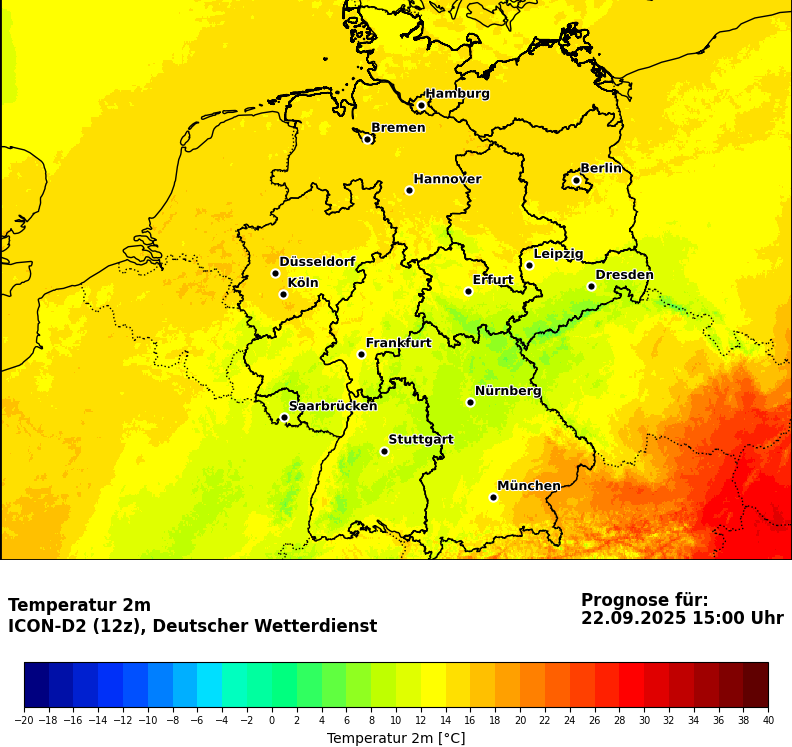 Hamburg
Bremen
Berlin
Hannover
Leipzig
Düsseldorf
Dresden
Köln
Erfurt
Frankfurt
Nürnberg
Saarbrücken
Stuttgart
München
Temperatur 2m
ICON-D2 (12z), Deutscher Wetterdienst
Prognose für:
22.09.2025 15:00 Uhr
−20 −18 −16 −14 −12 −10 −8 −6 −4 −2 0 2 4 6 8 10 12 14 16 18 20 22 24 26 28 30 32 34 36 38 40
Temperatur 2m [°C]